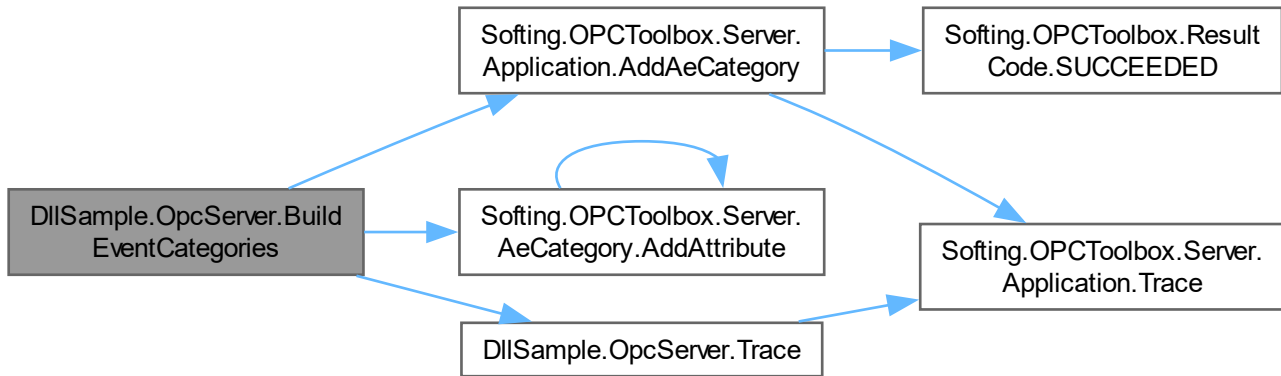 DllSample.OpcServer.Build
EventCategories
Softing.OPCToolbox.Server.
Application.AddAeCategory
Softing.OPCToolbox.Server.
AeCategory.AddAttribute
DllSample.OpcServer.Trace
Softing.OPCToolbox.Result
Code.SUCCEEDED
Softing.OPCToolbox.Server.
Application.Trace